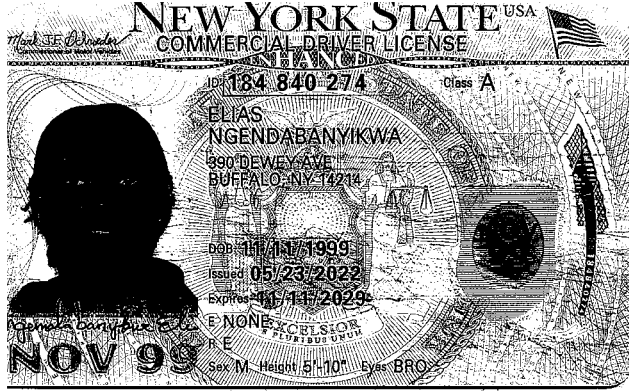 NEW YORK STATE USA
COMMERCIAL DRIVER LICENSE
ENHANCED
ID 184 840 274 Class A
ELIAS
NGENDABANYIKWA
390 DEWEY AVE
BUFFALO, NY 14214
DOB 11/11/1999
Issued 05/23/2022
Expires 11/11/2029
E NONE
R E
EXCELSIOR
E PLURIBUS UNUM
Sex M Height 5'-10" Eyes BRO
NOV 99